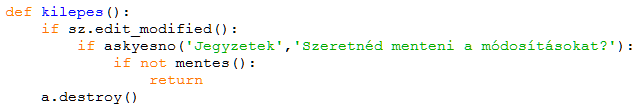 def kilepes():
    if sz.edit_modified():
        if askyesno('Jegyzetek','Szeretnéd menteni a módosításokat?'):
            if not mentes():
                return
    a.destroy()